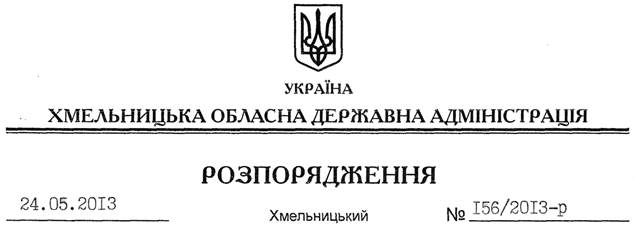 УКРАЇНА
ХМЕЛЬНИЦЬКА ОБЛАСНА ДЕРЖАВНА АДМІНІСТРАЦІЯ
РОЗПОРЯДЖЕННЯ
24.05.2013 Хмельницький № 156/2013-р